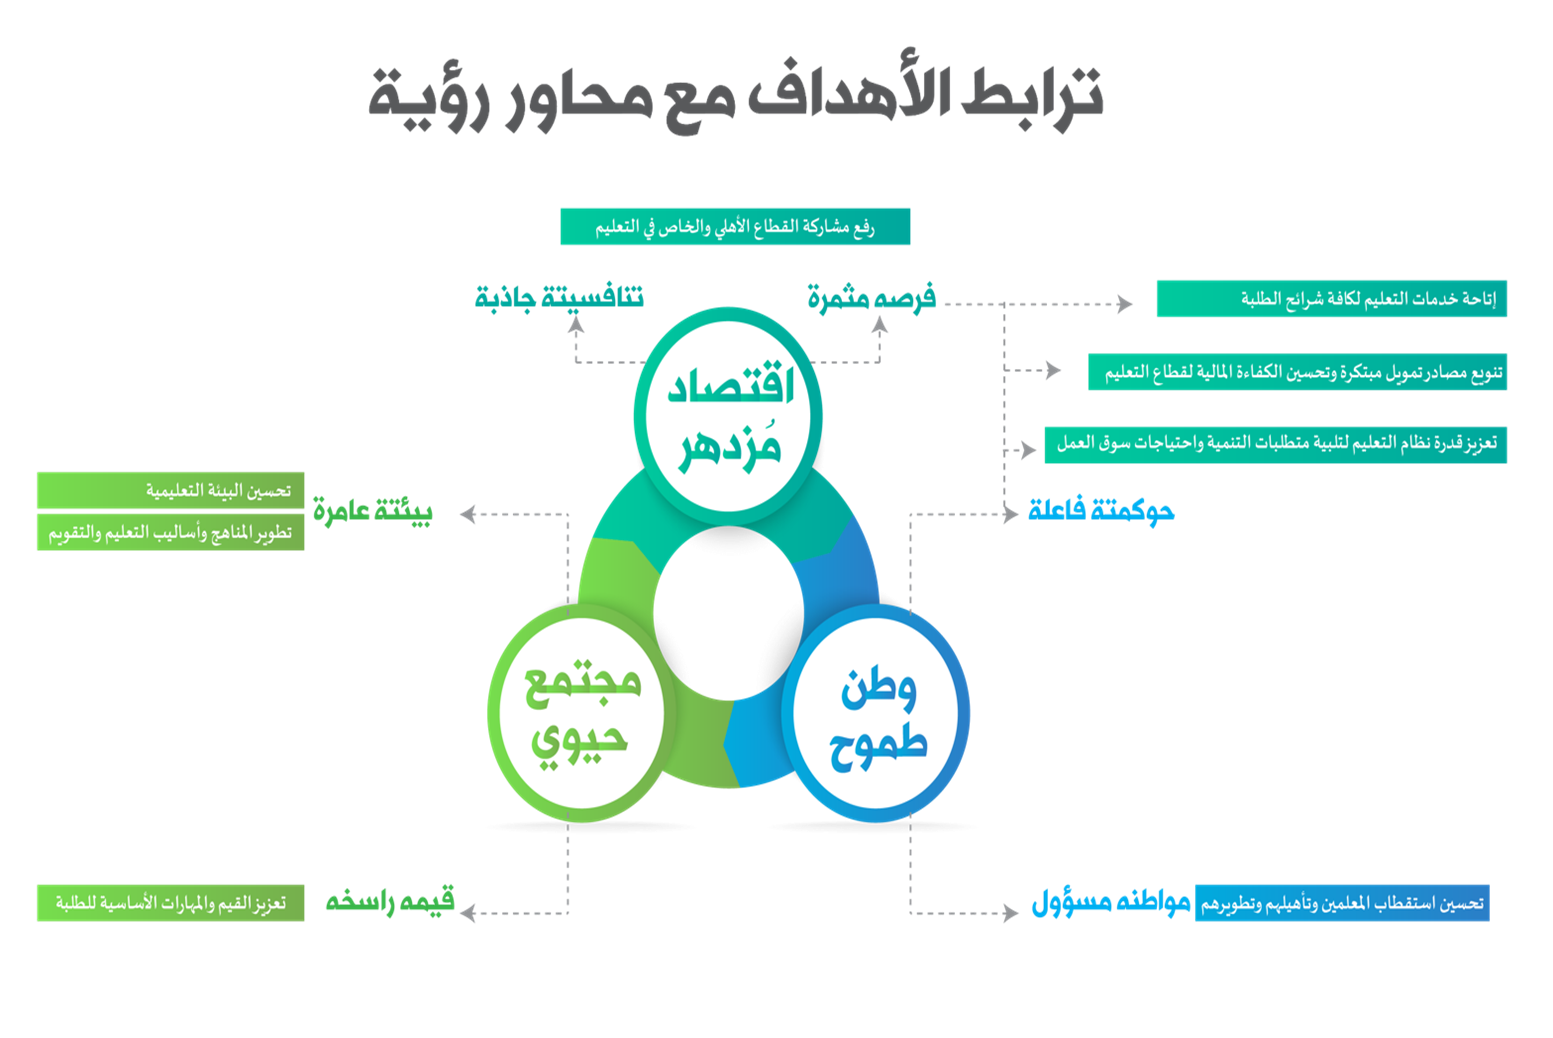 ترابط الأهداف مع محاور رؤية
رفع مشاركة القطاع الأهلي والخاص في التعليم
فرصه مثمرة
تنافسيتة جاذبة
إتاحة خدمات التعليم لكافة شرائح الطلبة
تنويع مصادر تمويل مبتكرة وتحسين الكفاءة المالية لقطاع التعليم
تعزيز قدرة نظام التعليم لتلبية متطلبات التنمية واحتياجات سوق العمل
اقتصاد
مُزدهر
حوكمتة فاعلة
بيئتة عامرة
تحسين البيئة التعليمية
تطوير المناهج وأساليب التعليم والتقويم
وطن
طموح
مجتمع
حيوي
تحسين استقطاب المعلمين وتأهيلهم وتطويرهم
مواطنه مسؤول
قيمه راسخه
تعزيز القيم والمهارات الأساسية للطلبة